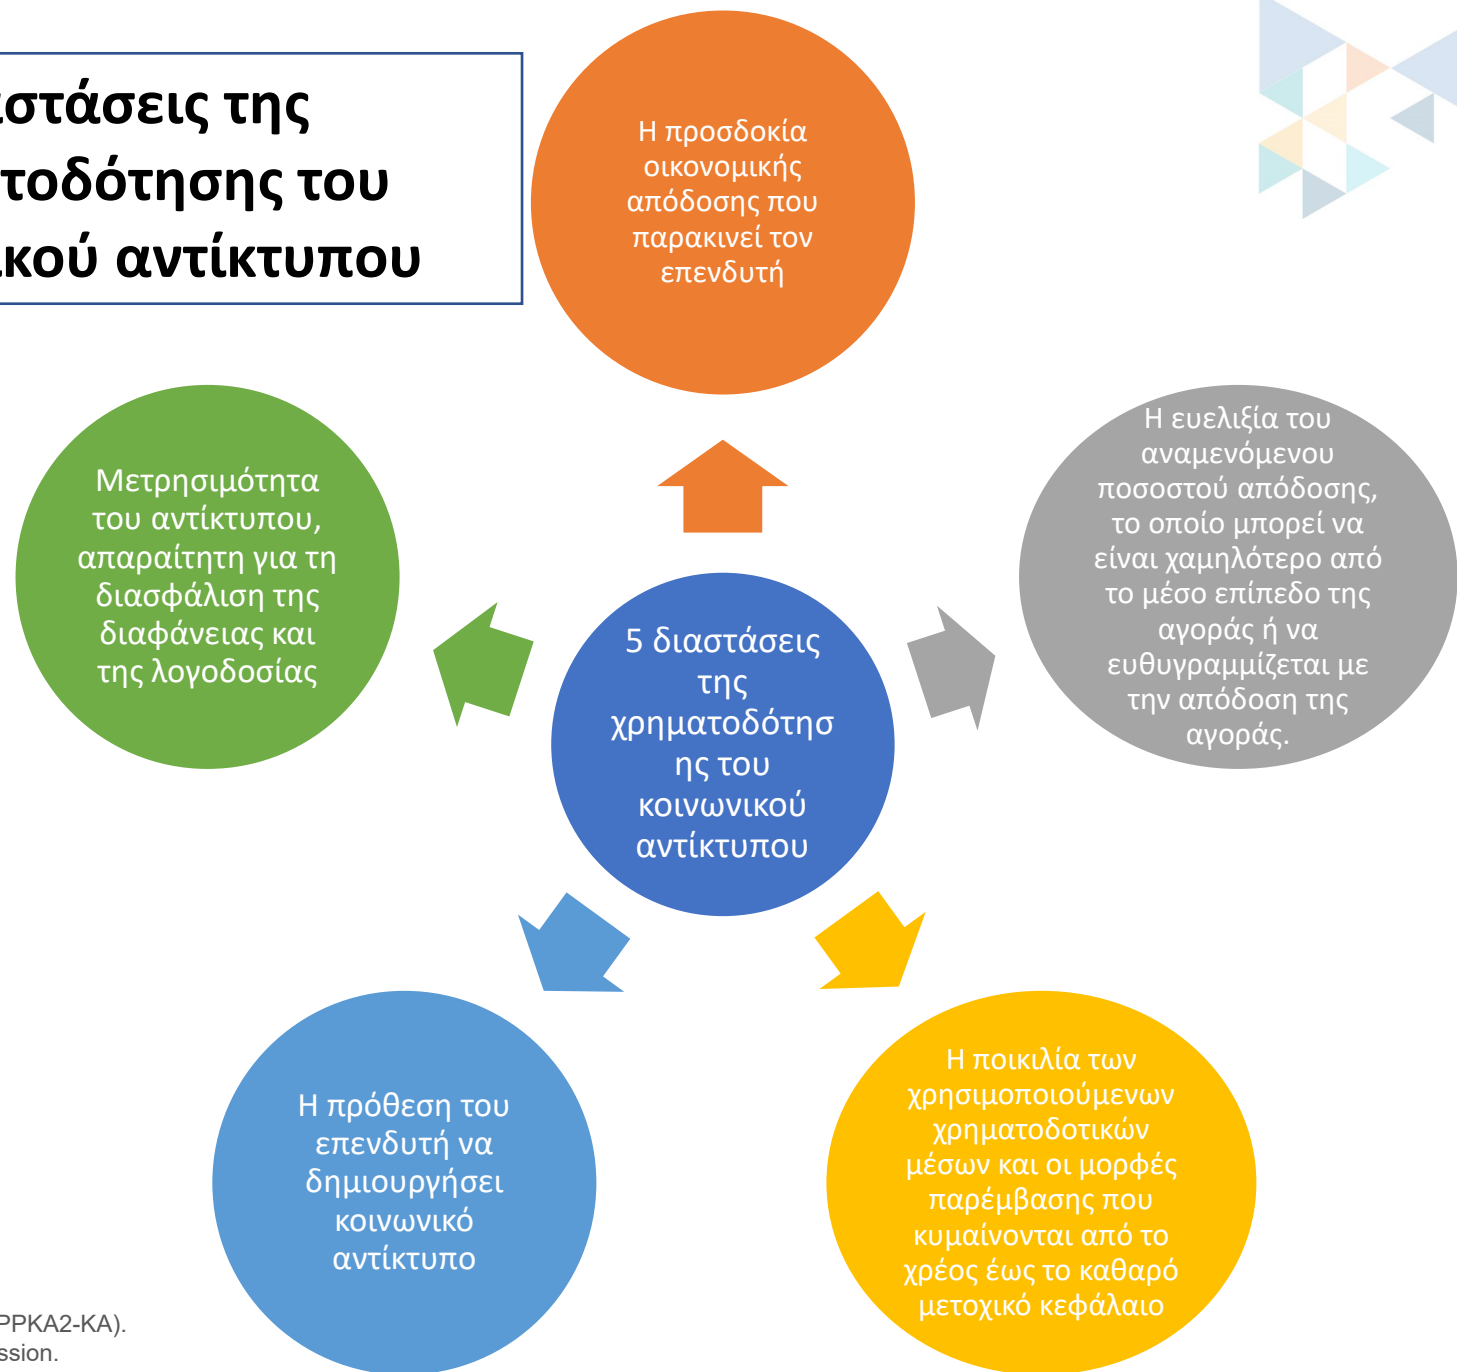 αστάσεις της
τοδότησης του
ικού αντίκτυπου
Η προσδοκία
οικονομικής
απόδοσης που
παρακινεί τον
επενδυτή
Η ευελιξία του
αναμενόμενου
ποσοστού απόδοσης,
το οποίο μπορεί να
είναι χαμηλότερο από
το μέσο επίπεδο της
αγοράς ή να
ευθυγραμμίζεται με
την απόδοση της
αγοράς.
Μετρησιμότητα
του αντίκτυπου,
απαραίτητη για τη
διασφάλιση της
διαφάνειας και
της λογοδοσίας
5 διαστάσεις
της
χρηματοδότησ
ης του
κοινωνικού
αντίκτυπου
Η πρόθεση του
επενδυτή να
δημιουργήσει
κοινωνικό
αντίκτυπο
Η ποικιλία των
χρησιμοποιούμενων
χρηματοδοτικών
μέσων και οι μορφές
παρέμβασης που
κυμαίνονται από το
χρέος έως το καθαρό
μετοχικό κεφάλαιο
PPKA2-KA).
ssion.